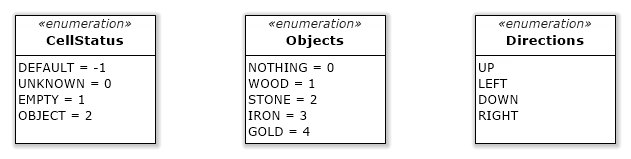 «enumeration»
CellStatus
DEFAULT = -1
UNKNOWN = 0
EMPTY = 1
OBJECT = 2
«enumeration»
Objects
NOTHING = 0
WOOD = 1
STONE = 2
IRON = 3
GOLD = 4
«enumeration»
Directions
UP
LEFT
DOWN
RIGHT